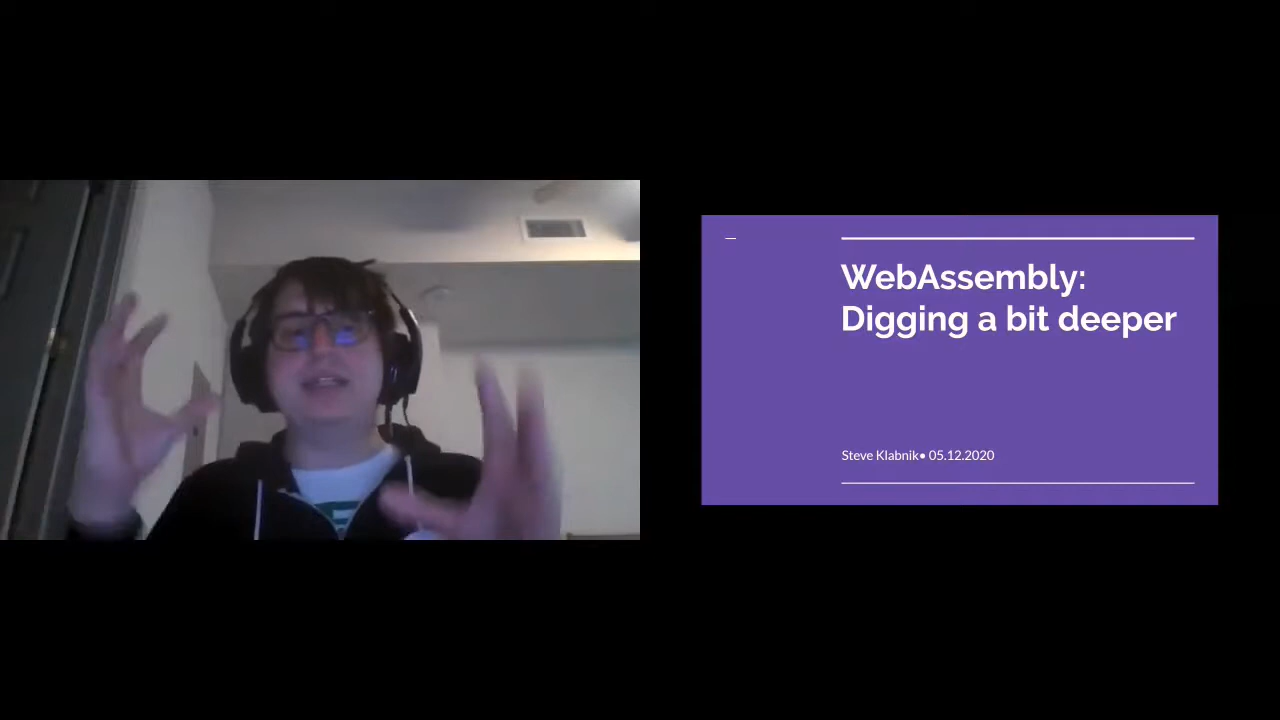 WebAssembly:
Digging a bit deeper
Steve Klabnik• 05.12.2020